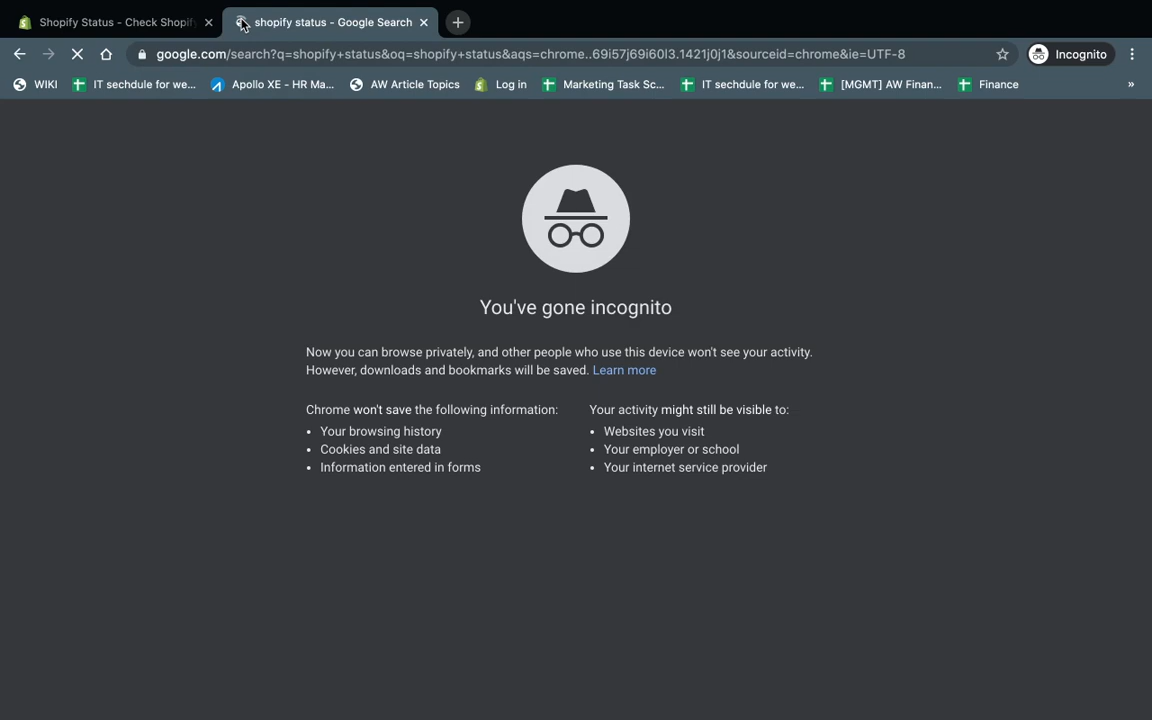 Shopify Status - Check Shopify
shopify status - Google Search
google.com/search?q=shopify+status&oq=shopify+status&aqs=chrome..69i57j69i60l3.1421j0j1&sourceid=chrome&ie=UTF-8
Incognito
WIKI
IT techdule for we...
Apollo XE - HR Ma...
AW Article Topics
Log in
Marketing Task Sc...
IT sechdule for we...
[MGMT] AW Finan...
Finance
»
You've gone incognito
Now you can browse privately, and other people who use this device won't see your activity.
However, downloads and bookmarks will be saved. Learn more
Chrome won't save the following information:
• Your browsing history
• Cookies and site data
• Information entered in forms
Your activity might still be visible to:
• Websites you visit
• Your employer or school
• Your internet service provider